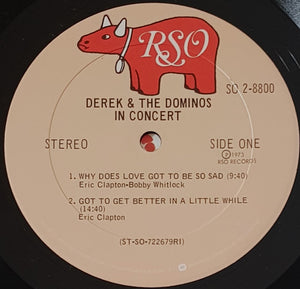 RSO
SO 2-8800
DEREK & THE DOMINOS
IN CONCERT
STEREO
SIDE ONE
℗ 1973
RSO RECORDS
1. WHY DOES LOVE GOT TO BE SO SAD (9:40)
Eric Clapton-Bobby Whitlock
2. GOT TO GET BETTER IN A LITTLE WHILE
(14:40)
Eric Clapton
(ST-SO-722679RI)